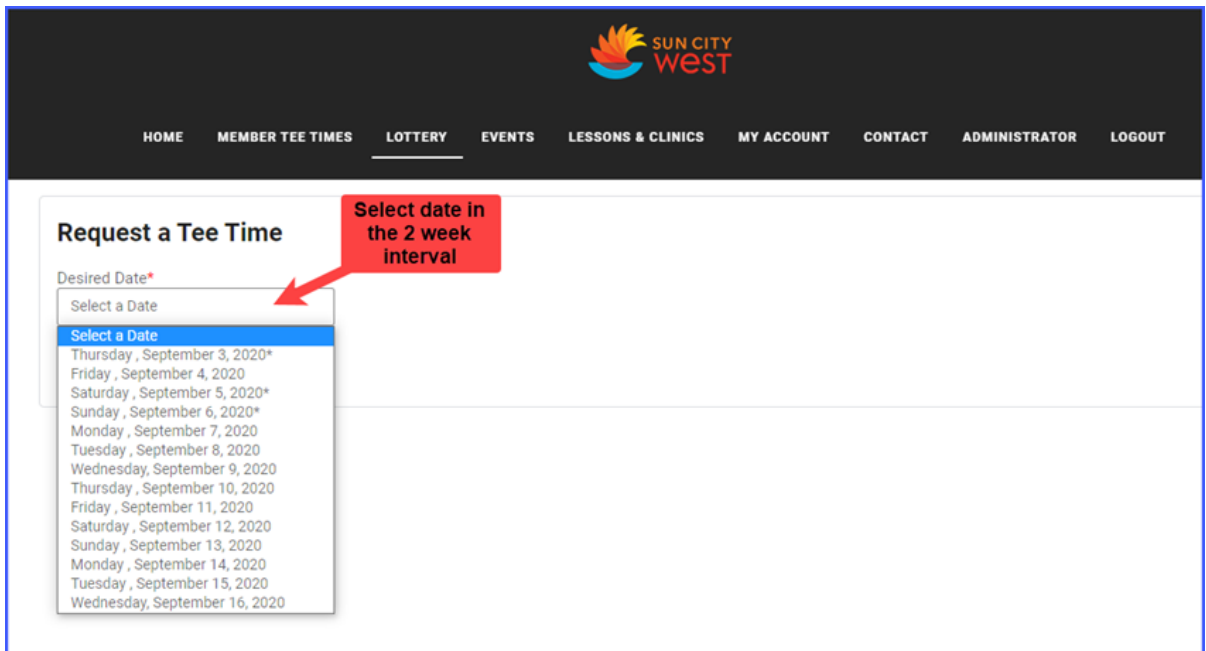 SUN CITY
west
HOME MEMBER TEE TIMES LOTTERY EVENTS LESSONS & CLINICS MY ACCOUNT CONTACT ADMINISTRATOR LOGOUT
Request a Tee Time
Select date in
the 2 week
interval
Desired Date*
Select a Date
Select a Date
Thursday , September 3, 2020*
Friday , September 4, 2020
Saturday , September 5, 2020*
Sunday , September 6, 2020*
Monday , September 7, 2020
Tuesday , September 8, 2020
Wednesday, September 9, 2020
Thursday , September 10, 2020
Friday , September 11, 2020
Saturday , September 12, 2020
Sunday , September 13, 2020
Monday , September 14, 2020
Tuesday , September 15, 2020
Wednesday, September 16, 2020